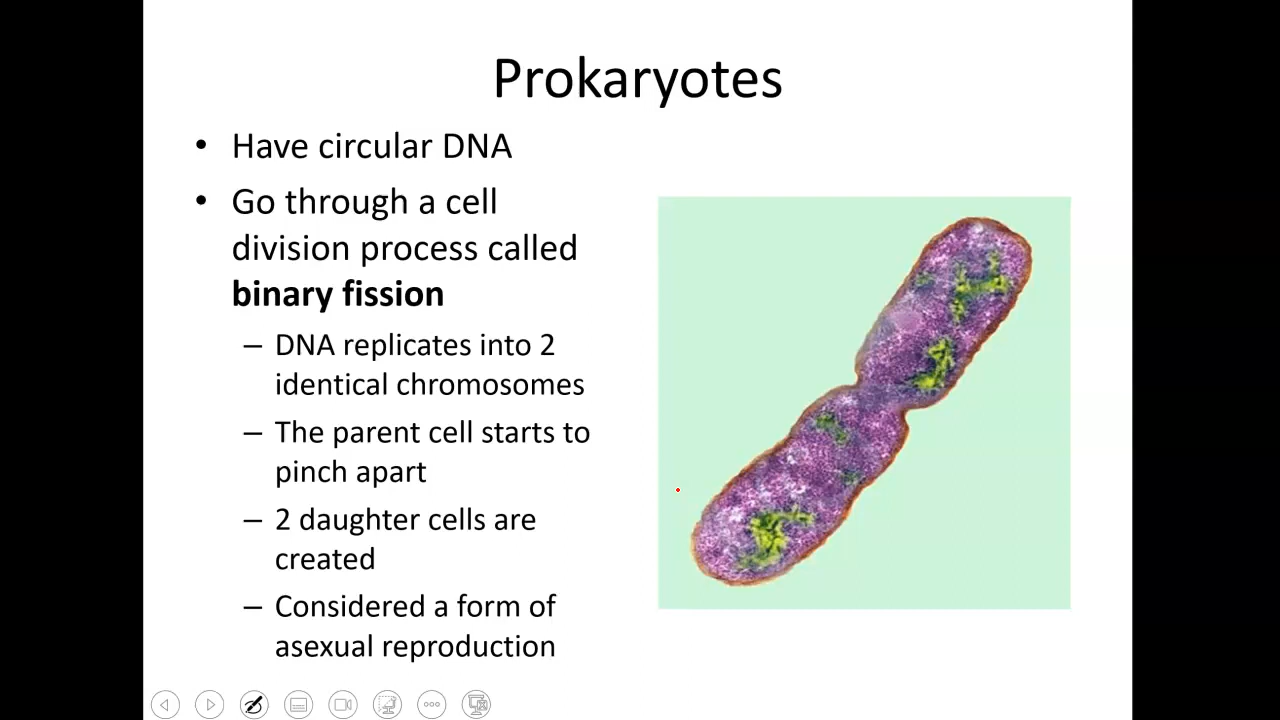 Prokaryotes
• Have circular DNA
• Go through a cell
division process called
binary fission
– DNA replicates into 2
identical chromosomes
– The parent cell starts to
pinch apart
– 2 daughter cells are
created
– Considered a form of
asexual reproduction